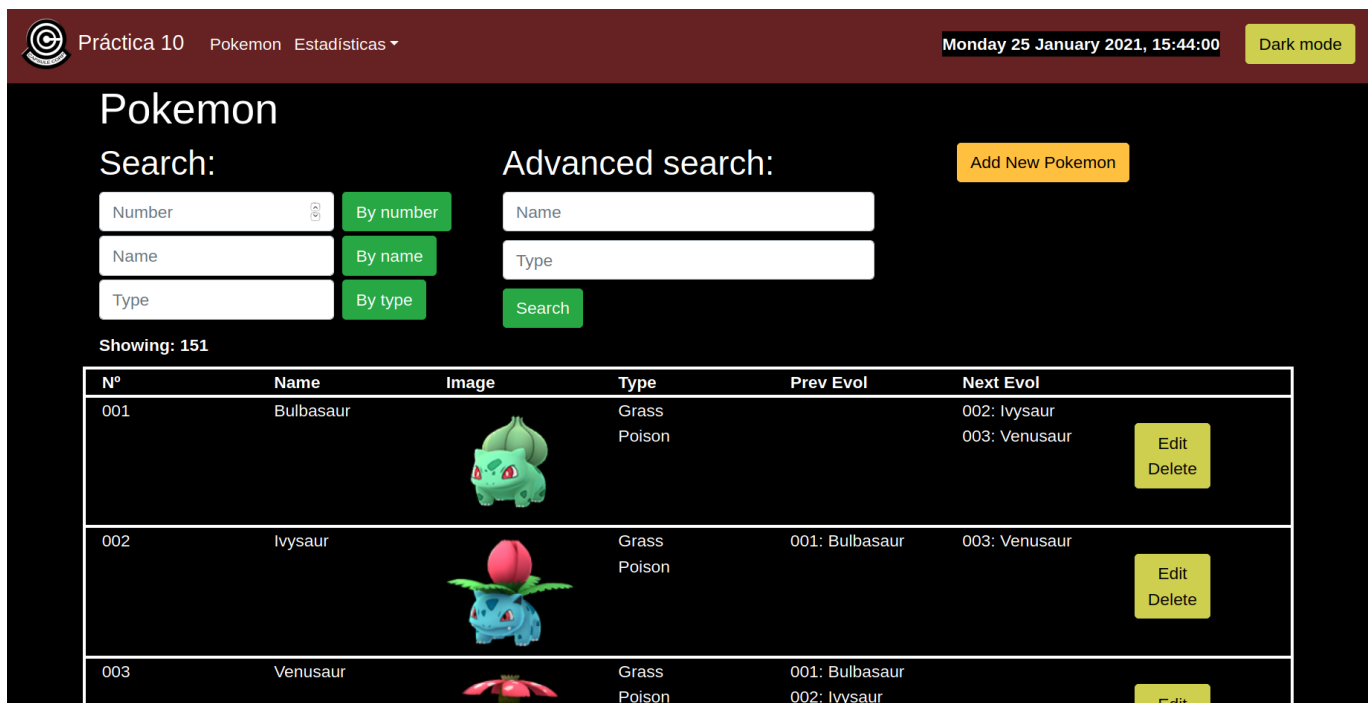 CAPSULE CORP
Práctica 10 Pokemon Estadísticas Monday 25 January 2021, 15:44:00 Dark mode
Pokemon
Search: Advanced search: Add New Pokemon
Number By number Name
Name By name Type
Type By type Search
Showing: 151
Nº Name Image Type Prev Evol Next Evol
001 Bulbasaur Grass 002: Ivysaur
Poison 003: Venusaur
Edit
Delete
002 Ivysaur Grass 001: Bulbasaur 003: Venusaur
Poison
Edit
Delete
003 Venusaur Grass 001: Bulbasaur
Poison 002: Ivysaur
Edit